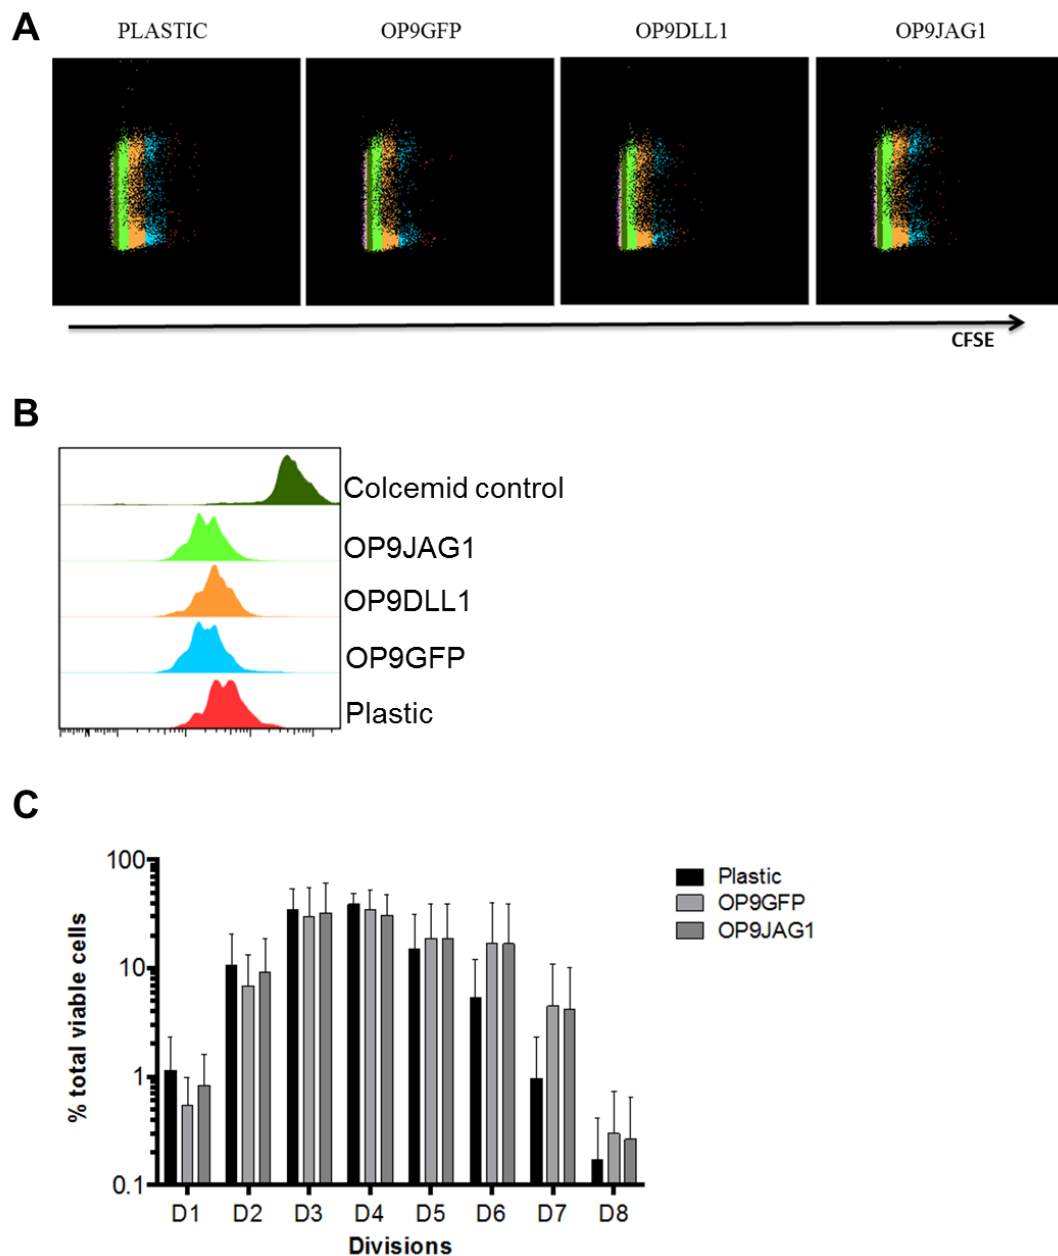 A
PLASTIC OP9GFP OP9DLL1 OP9JAG1
CFSE
B
Colcemid control
OP9JAG1
OP9DLL1
OP9GFP
Plastic
C
100
10
1
0.1
% total viable cells
Plastic
OP9GFP
OP9JAG1
D1 D2 D3 D4 D5 D6 D7 D8
Divisions